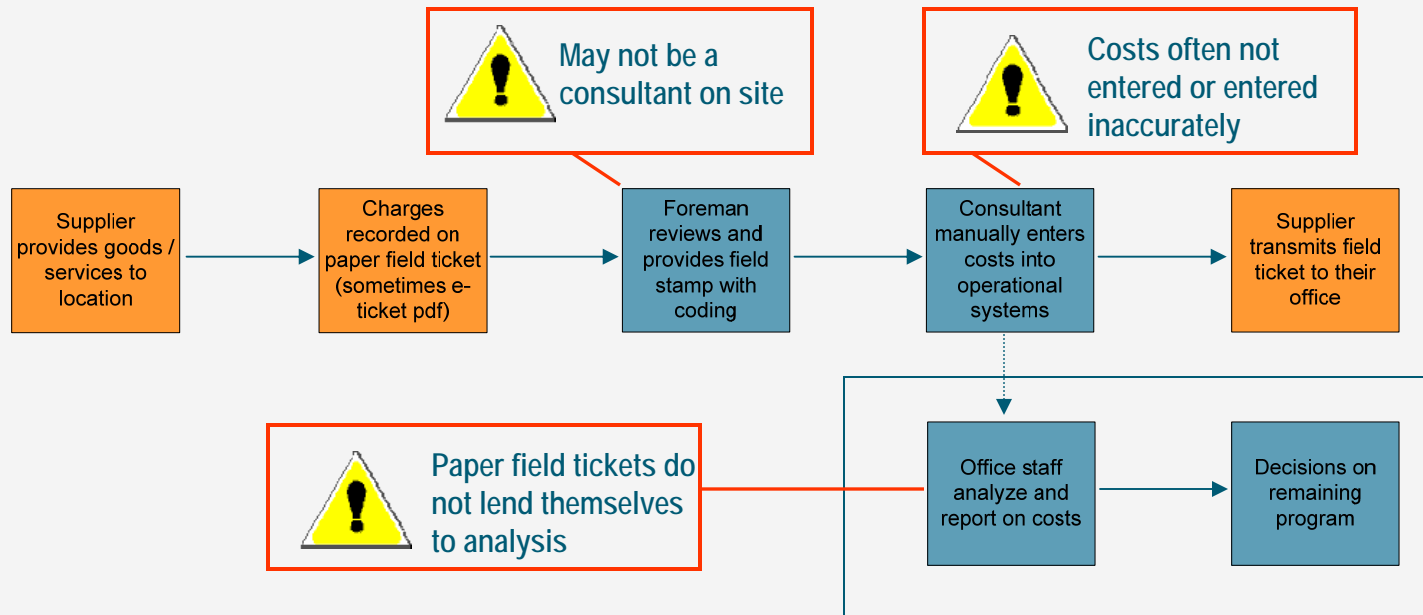 May not be a
consultant on site
Costs often not
entered or entered
inaccurately
Supplier
provides goods /
services to
location
Charges
recorded on
paper field ticket
(sometimes e-
ticket pdf)
Foreman
reviews and
provides field
stamp with
coding
Consultant
manually enters
costs into
operational
systems
Supplier
transmits field
ticket to their
office
Paper field tickets do
not lend themselves
to analysis
Office staff
analyze and
report on costs
Decisions on
remaining
program